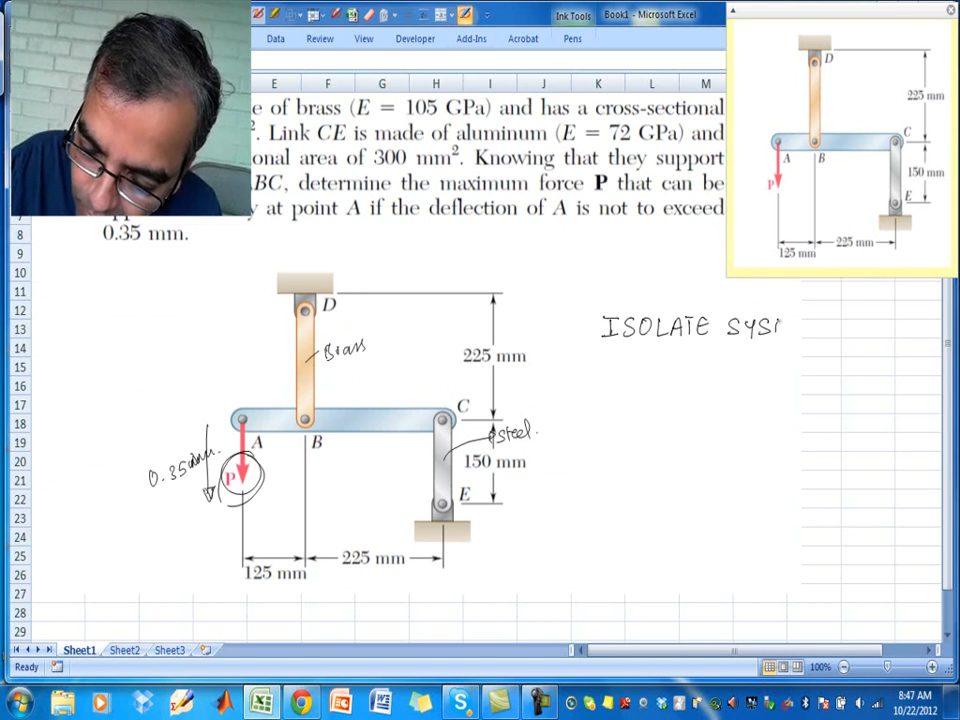 Ink Tools Book1 - Microsoft Excel
Data Review View Developer Add-Ins Acrobat Pens
E F G H I J K L M
e of brass (E = 105 GPa) and has a cross-sectional
. Link CE is made of aluminum (E = 72 GPa) and
onal area of 300 mm². Knowing that they support
BC, determine the maximum force P that can be
y at point A if the deflection of A is not to exceed
0.35 mm.
8
9
10
11
12
13
14
15
16
17
18
19
20
21
22
23
24
25
26
27
28
29
D
Brass
225 mm
C
A
B
steel.
0.35mm.
P
150 mm
E
225 mm
125 mm
ISOLATE SYS
D
225 mm
C
A
B
P
150 mm
E
225 mm
125 mm
Sheet1 Sheet2 Sheet3
Ready
100%
8:47 AM
10/22/2012